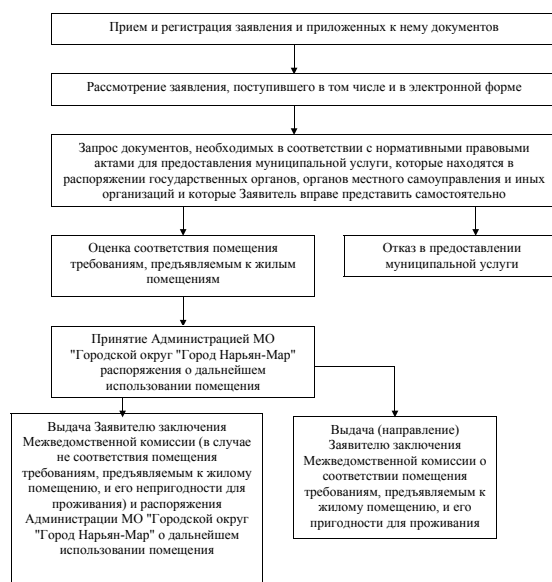 Прием и регистрация заявления и приложенных к нему документов
Рассмотрение заявления, поступившего в том числе и в электронной форме
Запрос документов, необходимых в соответствии с нормативными правовыми
актами для предоставления муниципальной услуги, которые находятся в
распоряжении государственных органов, органов местного самоуправления и иных
организаций и которые Заявитель вправе представить самостоятельно
Оценка соответствия помещения
требованиям, предъявляемым к жилым
помещениям
Отказ в предоставлении
муниципальной услуги
Принятие Администрацией МО
"Городской округ "Город Нарьян-Мар"
распоряжения о дальнейшем
использовании помещения
Выдача Заявителю заключения
Межведомственной комиссии (в случае
не соответствия помещения
требованиям, предъявляемым к жилому
помещению, и его непригодности для
проживания) и распоряжения
Администрации МО "Городской округ
"Город Нарьян-Мар" о дальнейшем
использовании помещения
Выдача (направление)
Заявителю заключения
Межведомственной комиссии о
соответствии помещения
требованиям, предъявляемым к
жилому помещению, и его
пригодности для проживания